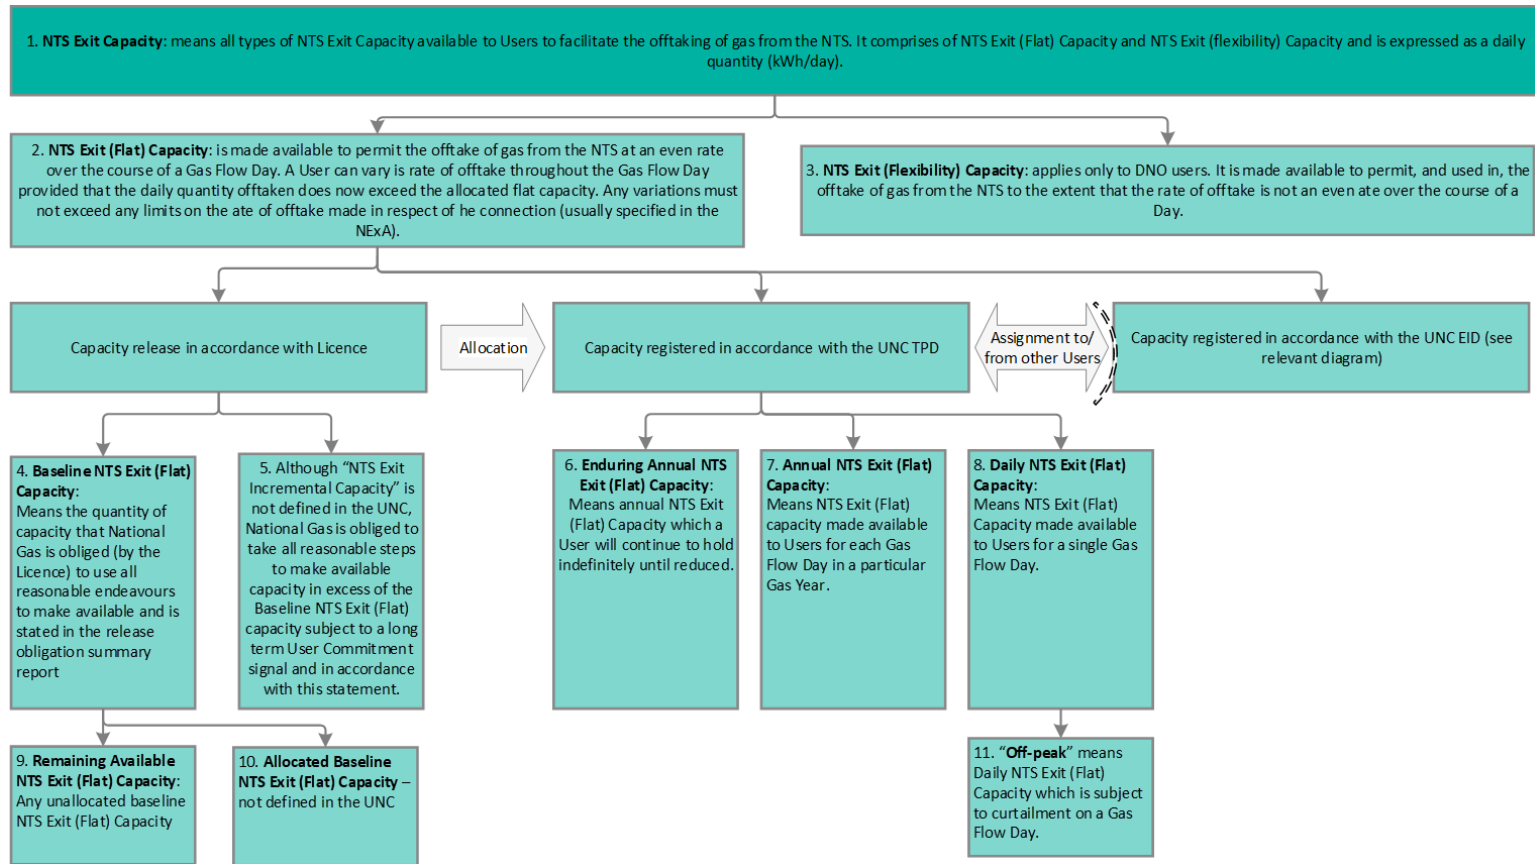 1. NTS Exit Capacity: means all types of NTS Exit Capacity available to Users to facilitate the offtaking of gas from the NTS. It comprises of NTS Exit (Flat) Capacity and NTS Exit (flexibility) Capacity and is expressed as a daily
quantity (kWh/day).
2. NTS Exit (Flat) Capacity: is made available to permit the offtake of gas from the NTS at an even rate
over the course of a Gas Flow Day. A User can vary is rate of offtake throughout the Gas Flow Day
provided that the daily quantity offtaken does now exceed the allocated flat capacity. Any variations must
not exceed any limits on the ate of offtake made in respect of he connection (usually specified in the
NExA).
3. NTS Exit (Flexibility) Capacity: applies only to DNO users. It is made available to permit, and used in, the
offtake of gas from the NTS to the extent that the rate of offtake is not an even ate over the course of a
Day.
Capacity release in accordance with Licence
Allocation
Capacity registered in accordance with the UNC TPD
Assignment to/
from other Users
Capacity registered in accordance with the UNC EID (see
relevant diagram)
4. Baseline NTS Exit (Flat)
Capacity:
Means the quantity of
capacity that National
Gas is obliged (by the
Licence) to use all
reasonable endeavours
to make available and is
stated in the release
obligation summary
report
5. Although “NTS Exit
Incremental Capacity” is
not defined in the UNC,
National Gas is obliged to
take all reasonable steps
to make available
capacity in excess of the
Baseline NTS Exit (Flat)
capacity subject to a long
term User Commitment
signal and in accordance
with this statement.
6. Enduring Annual NTS
Exit (Flat) Capacity:
Means annual NTS Exit
(Flat) Capacity which a
User will continue to hold
indefinitely until reduced.
7. Annual NTS Exit (Flat)
Capacity:
Means NTS Exit (Flat)
capacity made available
to Users for each Gas
Flow Day in a particular
Gas Year.
8. Daily NTS Exit (Flat)
Capacity:
Means NTS Exit (Flat)
Capacity made available
to Users for a single Gas
Flow Day.
9. Remaining Available
NTS Exit (Flat) Capacity:
Any unallocated baseline
NTS Exit (Flat) Capacity
10. Allocated Baseline
NTS Exit (Flat) Capacity –
not defined in the UNC
11. “Off-peak” means
Daily NTS Exit (Flat)
Capacity which is subject
to curtailment on a Gas
Flow Day.